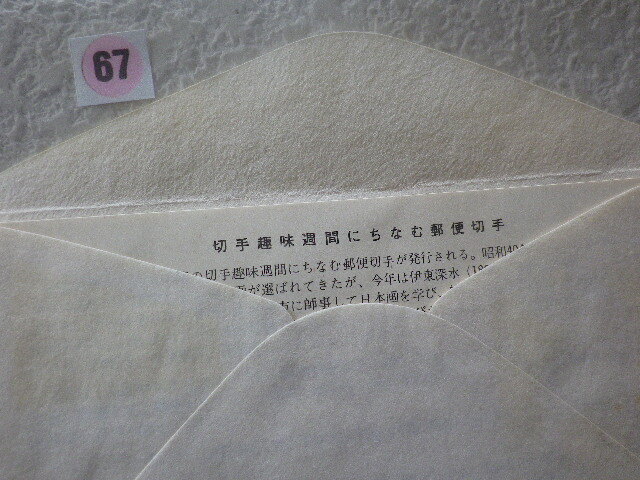 67
切手趣味週間にちなむ郵便切手
の切手趣味週間にちなむ郵便切手が発行される。昭和40
が選ばれてきたが、今年は伊東深水（18
に師事して日本画を学び、